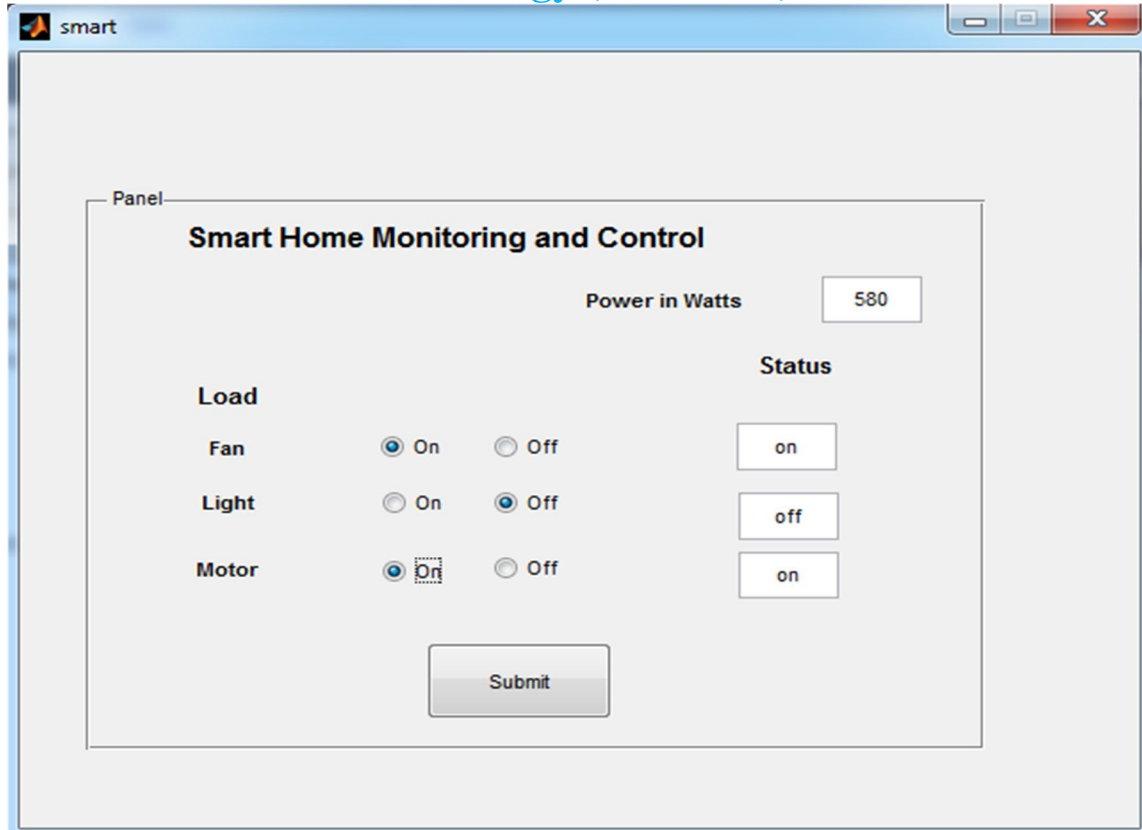 smart
Panel
Smart Home Monitoring and Control
Power in Watts 580
Status
Load
Fan On Off on
Light On Off off
Motor On Off on
Submit